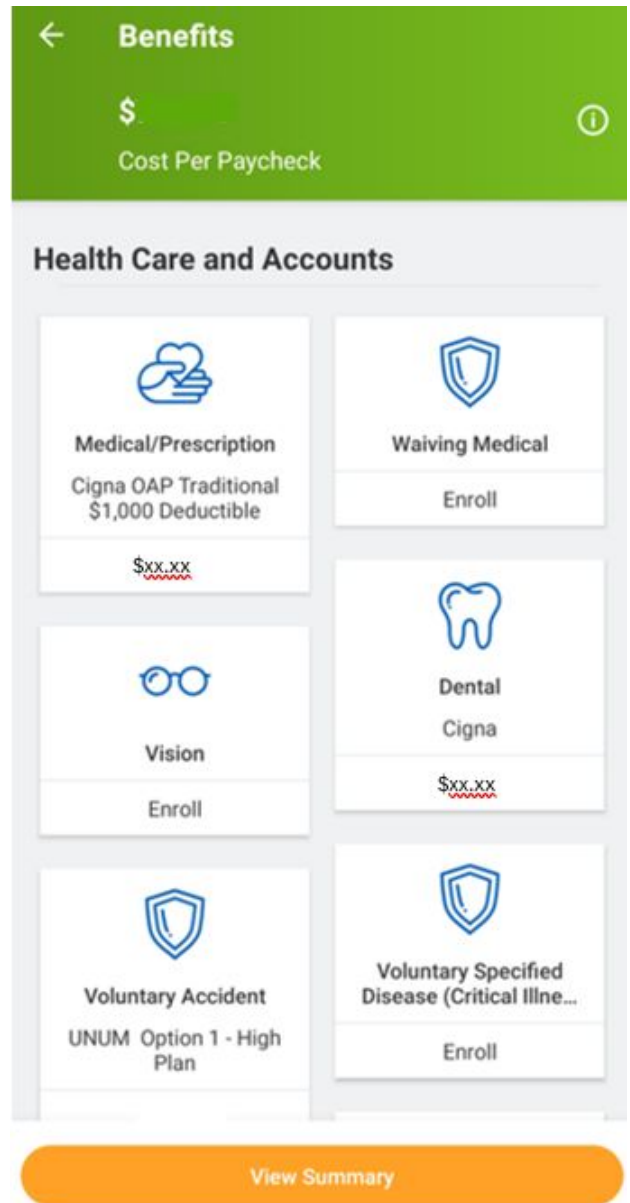 Benefits
$
Cost Per Paycheck
Health Care and Accounts
Medical/Prescription
Cigna OAP Traditional
$1,000 Deductible
$xx.xx
Waiving Medical
Enroll
Vision
Enroll
Dental
Cigna
$xx.xx
Voluntary Accident
UNUM Option 1 - High
Plan
Voluntary Specified
Disease (Critical Illne...
Enroll
View Summary